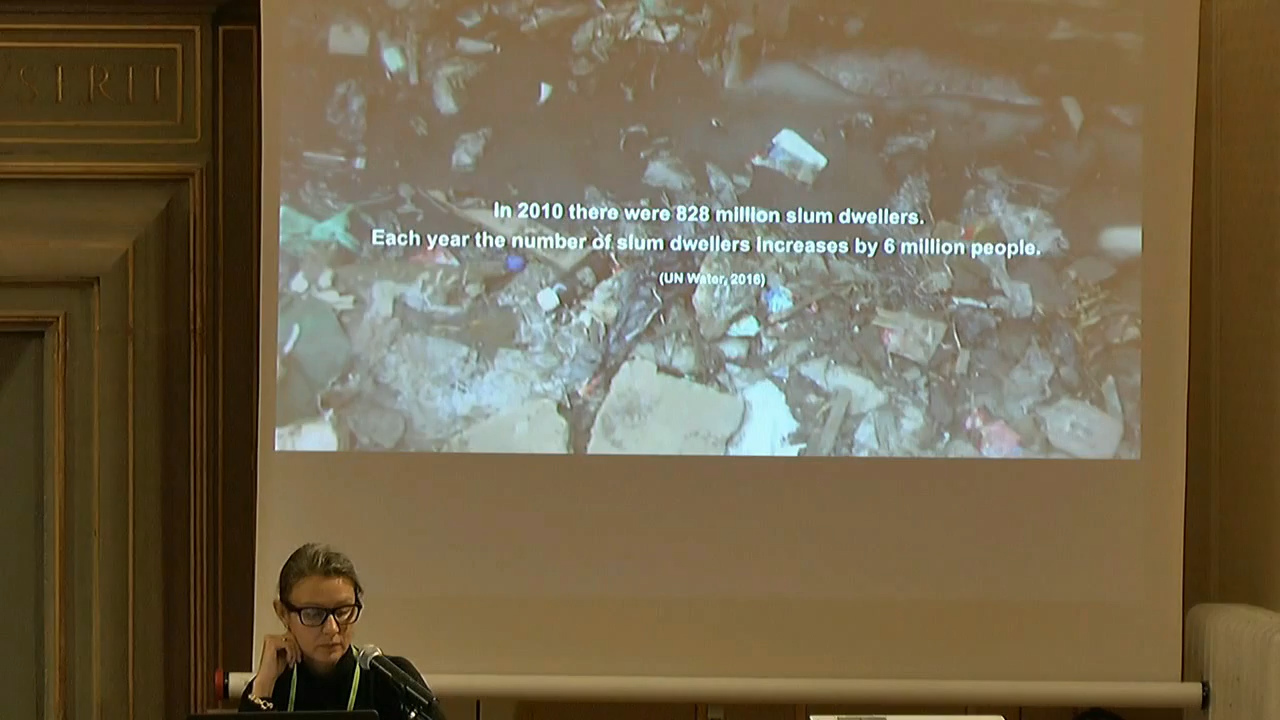 SERIT
In 2010 there were 828 million slum dwellers.
Each year the number of slum dwellers increases by 6 million people.
(UN Water, 2016)